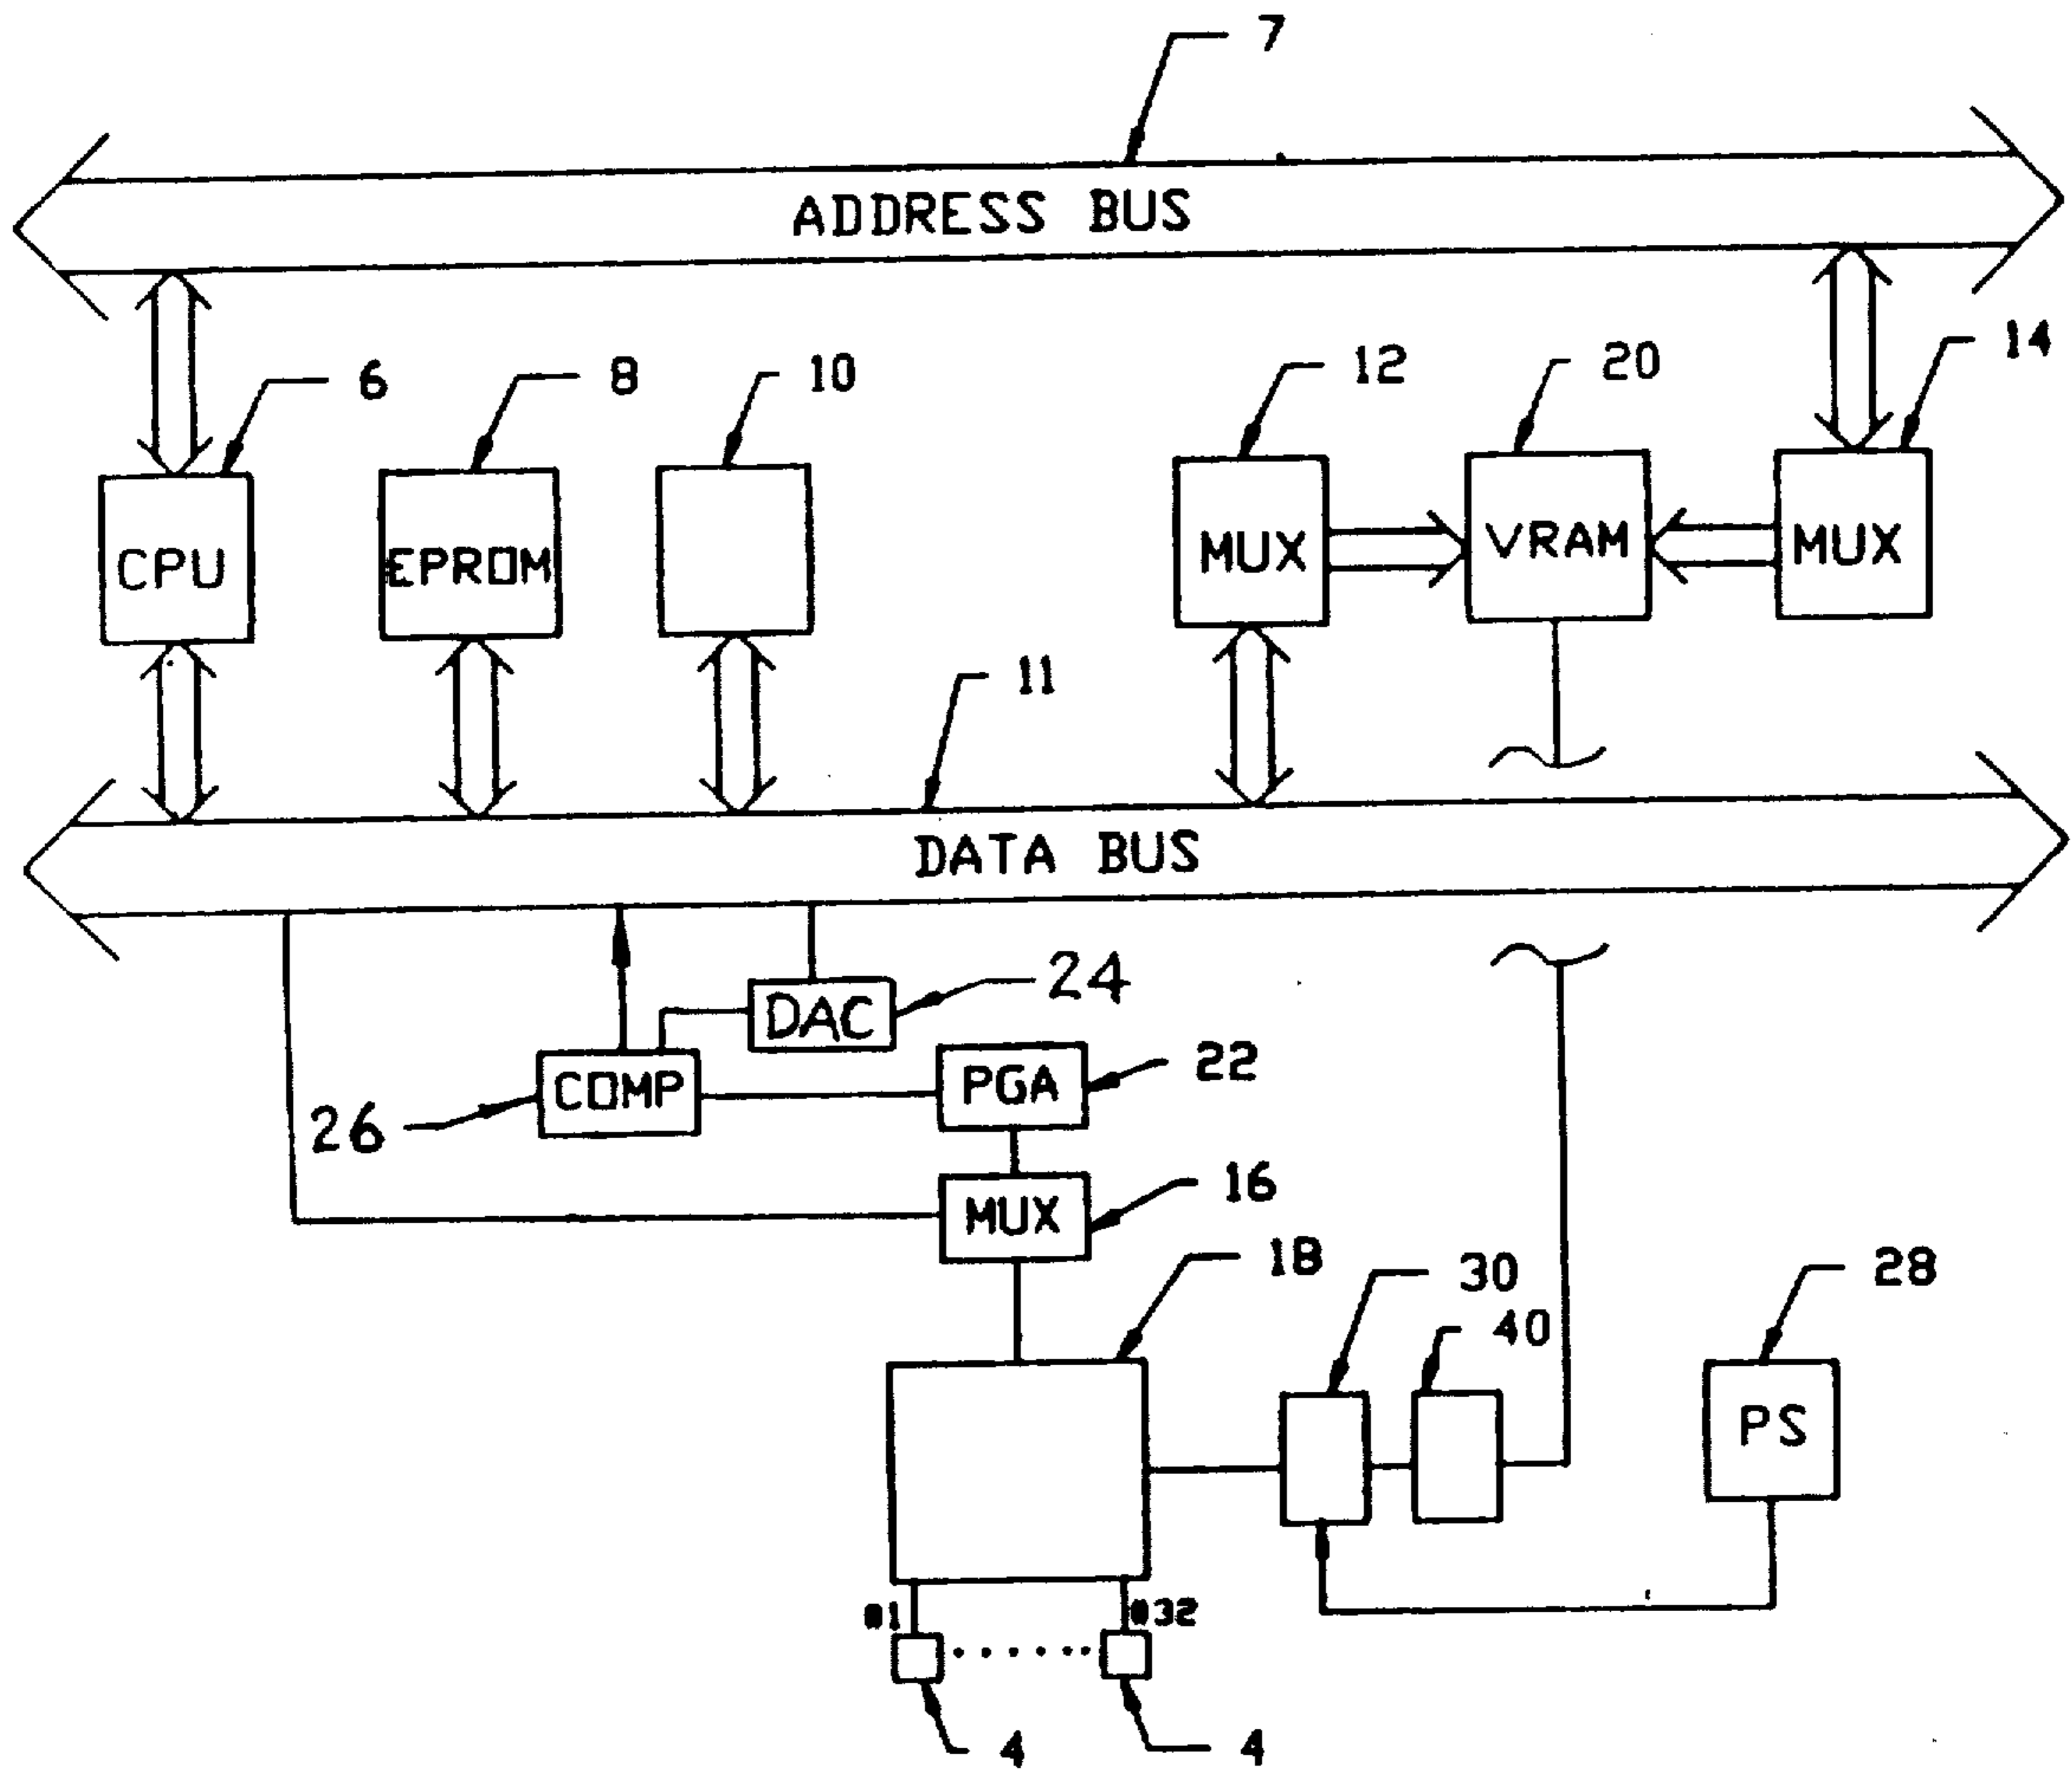 7
ADDRESS BUS
6
8
10
12
20
14
CPU
EPROM
MUX
VRAM
MUX
11
DATA BUS
DAC
24
COMP
26
PGA
22
MUX
16
18
30
40
28
PS
01
032
4
4